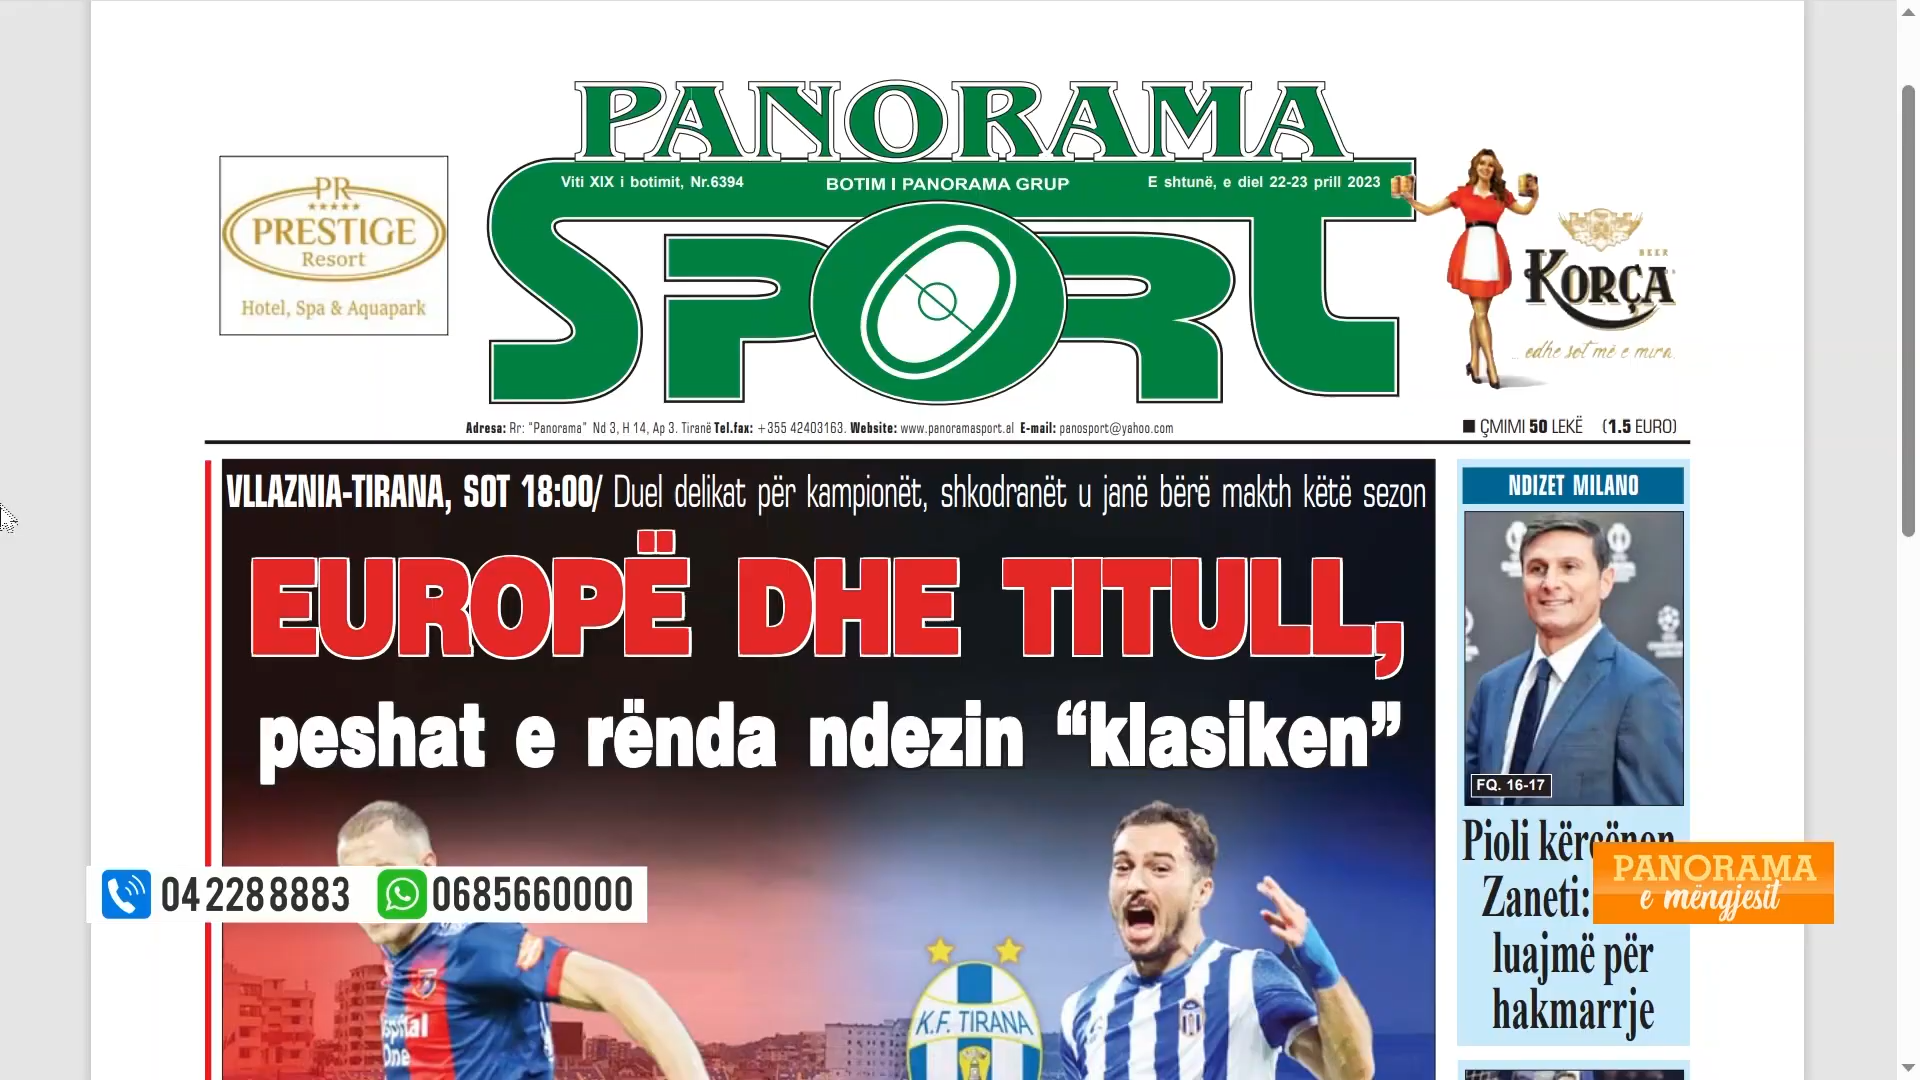 PANORAMA
SPORT
Viti XIX i botimit, Nr.6394
BOTIM I PANORAMA GRUP
E shtunë, e diel 22-23 prill 2023
PR
PRESTIGE
Resort
Hotel, Spa & Aquapark
BEER
KORÇA
... edhe sot më e mira.
Adresa: Rr: "Panorama" Nd 3, H 14, Ap 3. Tiranë Tel.fax: +355 42403163. Website: www.panoramasport.al E-mail: panosport@yahoo.com
ÇMIMI 50 LEKË (1.5 EURO)
VLLAZNIA-TIRANA, SOT 18:00/ Duel delikat për kampionët, shkodranët u janë bërë makth këtë sezon
EUROPË DHE TITULL,
peshat e rënda ndezin “klasiken”
NDIZET MILANO
FQ. 16-17
Pioli
Zaneti:
luajmë për
hakmarrje
042288883 0685660000
PANORAMA
e mëngjesit
K.F. TIRANA
One